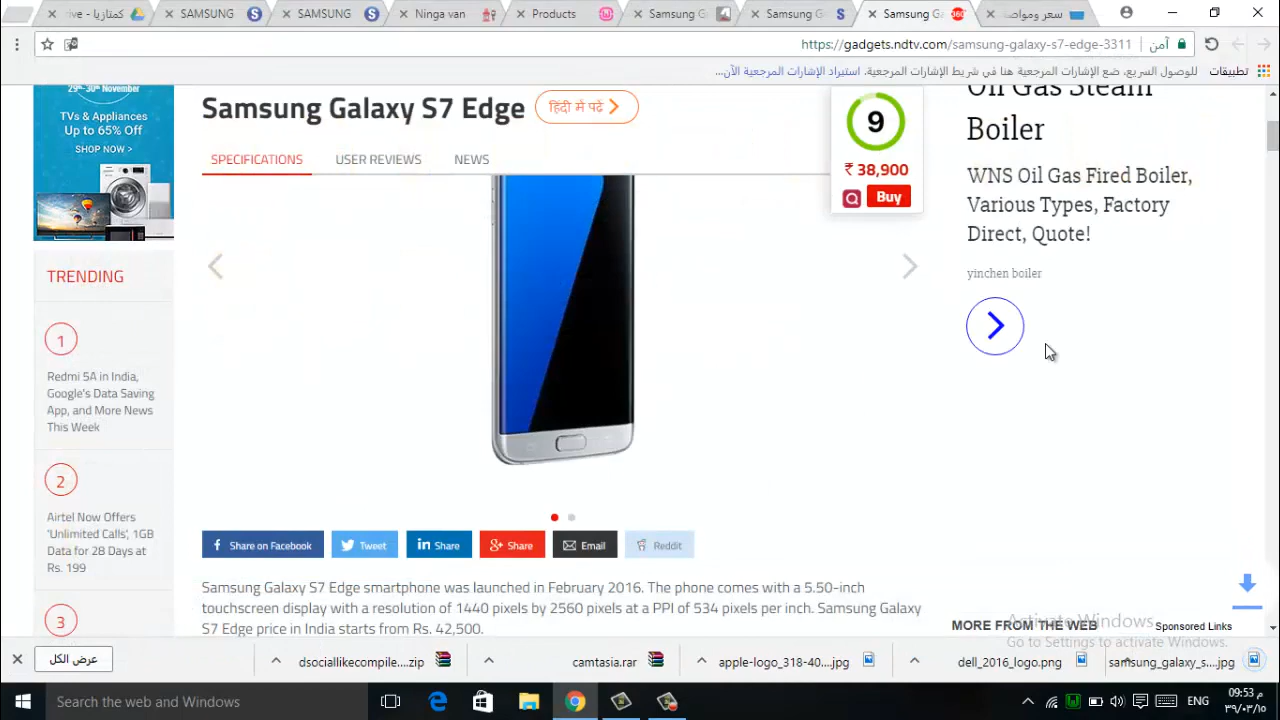 كمتازيا - ive
SAMSUNG
SAMSUNG
Ninga van
Products
Samsung G
Samsung G
Samsung Ga
سعر ومواصف
https://gadgets.ndtv.com/samsung-galaxy-s7-edge-3311
آمن
تطبيقات
للوصول السريع، ضع الإشارات المرجعية هنا في شريط الإشارات المرجعية. استيراد الإشارات المرجعية الآن...
29th-30th November
TVs & Appliances
Up to 65% Off
SHOP NOW >
Samsung Galaxy S7 Edge
हिंदी में पढें
SPECIFICATIONS
USER REVIEWS
NEWS
9
₹ 38,900
Buy
Oil Gas Steam
Boiler
WNS Oil Gas Fired Boiler,
Various Types, Factory
Direct, Quote!
yinchen boiler
TRENDING
1
Redmi 5A in India,
Google's Data Saving
App, and More News
This Week
2
Airtel Now Offers
'Unlimited Calls', 1GB
Data for 28 Days at
Rs. 199
3
Share on Facebook
Tweet
in Share
Share
Email
Reddit
Samsung Galaxy S7 Edge smartphone was launched in February 2016. The phone comes with a 5.50-inch
touchscreen display with a resolution of 1440 pixels by 2560 pixels at a PPI of 534 pixels per inch. Samsung Galaxy
S7 Edge price in India starts from Rs. 42,500.
MORE FROM THE WEB
Sponsored Links
Activate Windows
Go to Settings to activate Windows.
عرض الكل
dsociallikecompile....zip
camtasia.rar
apple-logo_318-40...jpg
dell_2016_logo.png
samsung_galaxy_s....jpg
Search the web and Windows
ENG
09:53 م
٣٩/٠٣/١٥